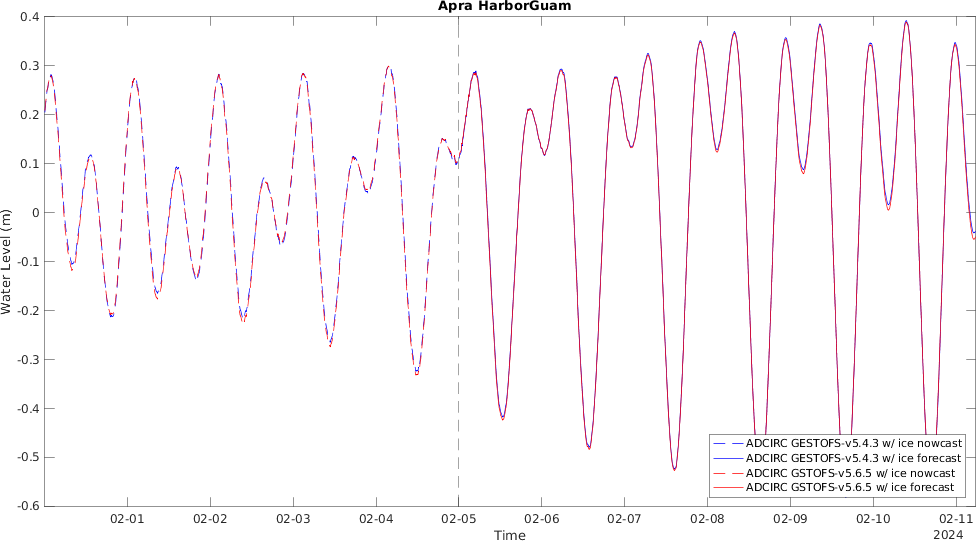 Apra HarborGuam
0.4
0.3
0.2
0.1
0
-0.1
-0.2
-0.3
-0.4
-0.5
-0.6
Water Level (m)
ADCIRC GESTOFS-v5.4.3 w/ ice nowcast
ADCIRC GESTOFS-v5.4.3 w/ ice forecast
ADCIRC GSTOFS-v5.6.5 w/ ice nowcast
ADCIRC GSTOFS-v5.6.5 w/ ice forecast
02-01 02-02 02-03 02-04 02-05 02-06 02-07 02-08 02-09 02-10 02-11
Time
2024